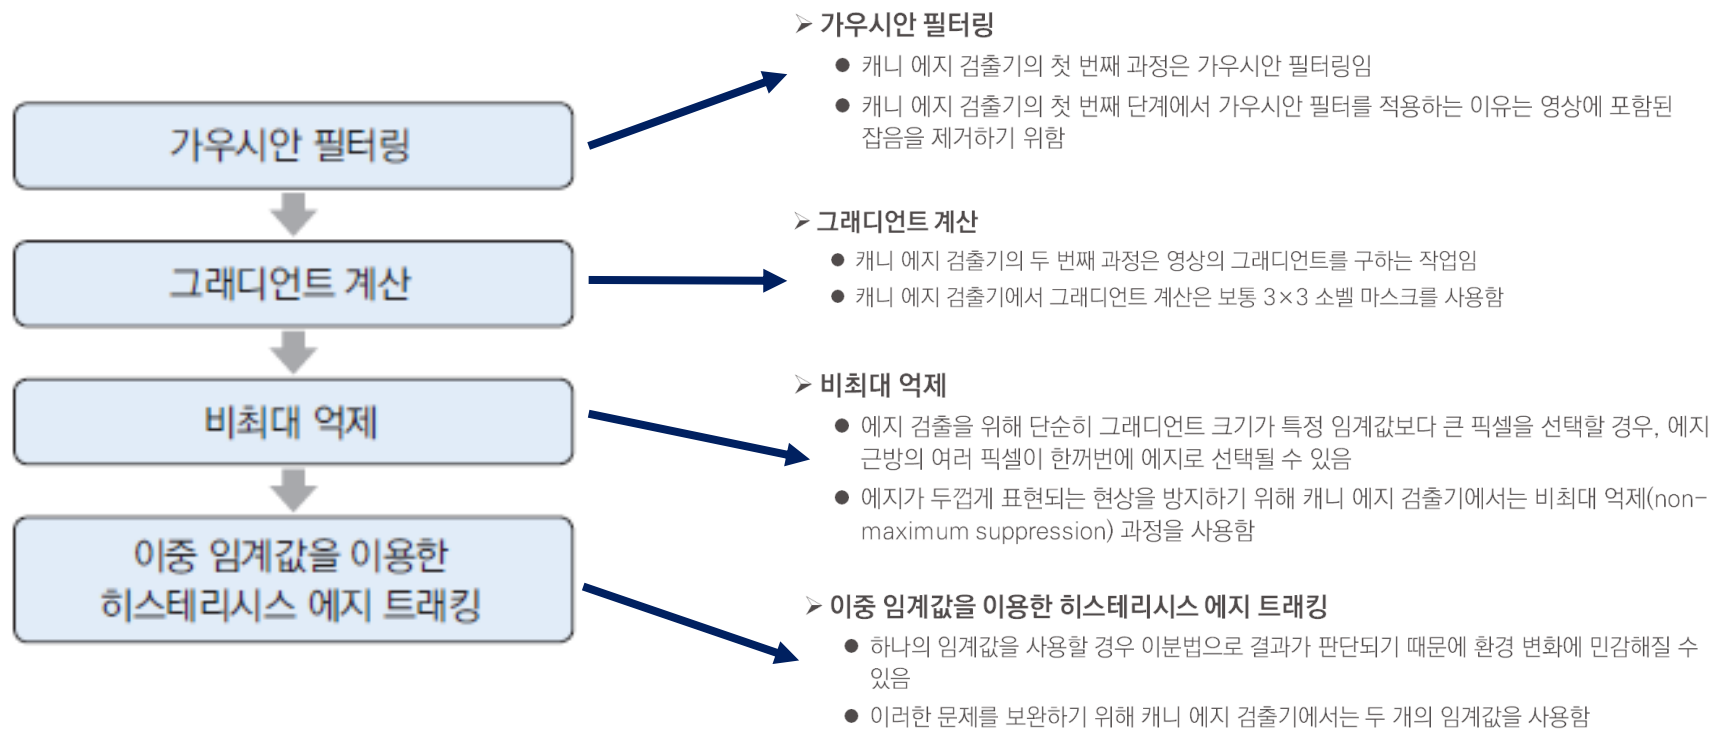 가우시안 필터링
그래디언트 계산
비최대 억제
이중 임계값을 이용한
히스테리시스 에지 트래킹
➢ 가우시안 필터링
● 캐니 에지 검출기의 첫 번째 과정은 가우시안 필터링임
● 캐니 에지 검출기의 첫 번째 단계에서 가우시안 필터를 적용하는 이유는 영상에 포함된
잡음을 제거하기 위함
➢ 그래디언트 계산
● 캐니 에지 검출기의 두 번째 과정은 영상의 그래디언트를 구하는 작업임
● 캐니 에지 검출기에서 그래디언트 계산은 보통 3×3 소벨 마스크를 사용함
➢ 비최대 억제
● 에지 검출을 위해 단순히 그래디언트 크기가 특정 임계값보다 큰 픽셀을 선택할 경우, 에지
근방의 여러 픽셀이 한꺼번에 에지로 선택될 수 있음
● 에지가 두껍게 표현되는 현상을 방지하기 위해 캐니 에지 검출기에서는 비최대 억제(non-
maximum suppression) 과정을 사용함
➢ 이중 임계값을 이용한 히스테리시스 에지 트래킹
● 하나의 임계값을 사용할 경우 이분법으로 결과가 판단되기 때문에 환경 변화에 민감해질 수
있음
● 이러한 문제를 보완하기 위해 캐니 에지 검출기에서는 두 개의 임계값을 사용함